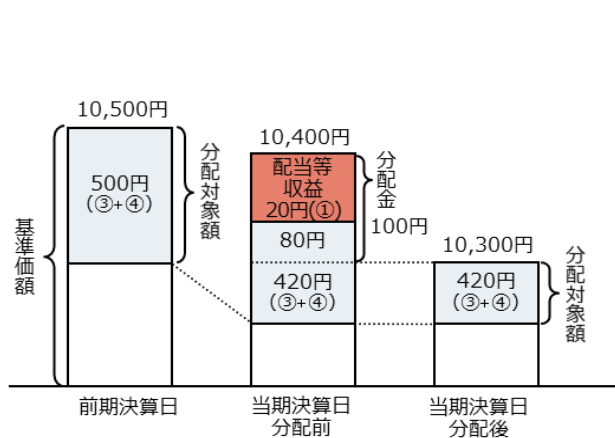 10,500円
500円
(③+④)
分配対象額
基準価額
前期決算日
10,400円
配当等
収益
20円(①)
80円
420円
(③+④)
分配金
100円
当期決算日
分配前
10,300円
420円
(③+④)
分配対象額
当期決算日
分配後